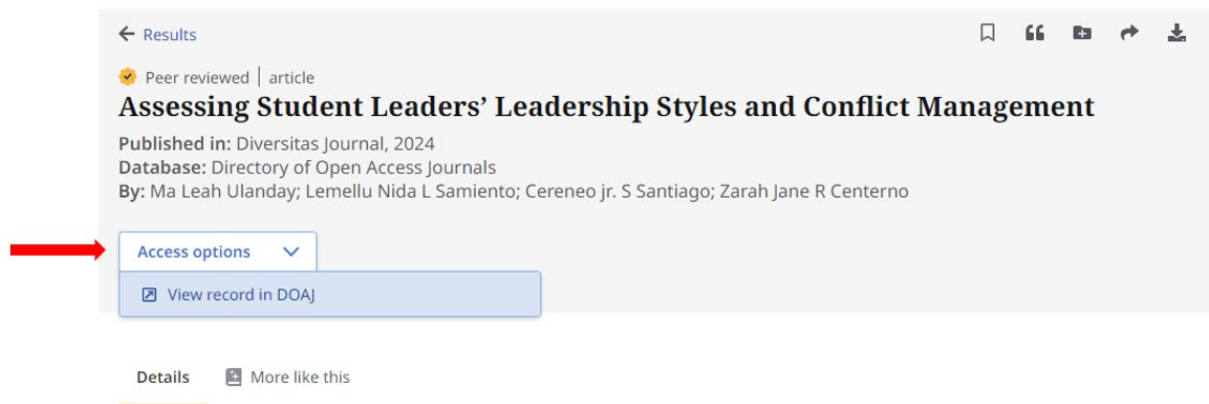 Results
Peer reviewed | article
Assessing Student Leaders’ Leadership Styles and Conflict Management
Published in: Diversitas Journal, 2024
Database: Directory of Open Access Journals
By: Ma Leah Ulanday; Lemellu Nida L Samiento; Cereneo jr. S Santiago; Zarah Jane R Centerno
Access options
View record in DOAJ
Details More like this